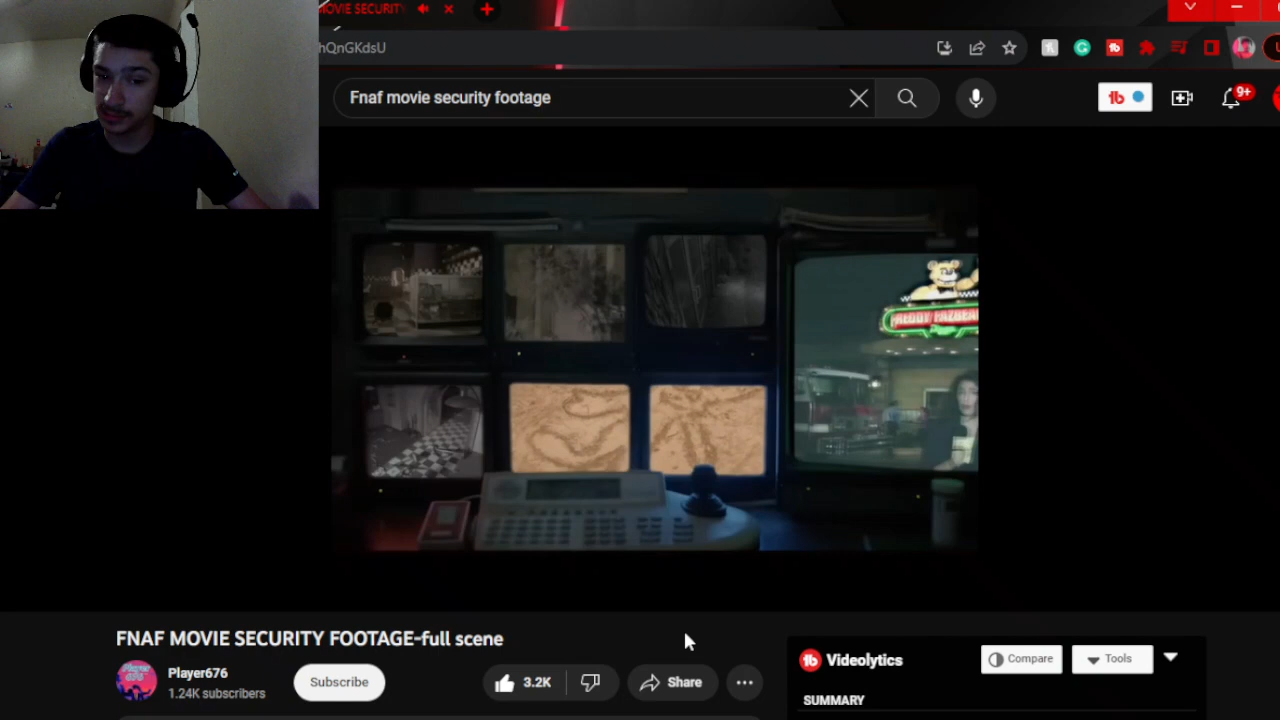 MOVIE SECURITY
hQnGKdsU
Fnaf movie security footage
9+
FREDDY FAZBEAR
FNAF MOVIE SECURITY FOOTAGE-full scene
Player676
1.24K subscribers
Subscribe
3.2K
Share
Videolytics
Compare
Tools
SUMMARY